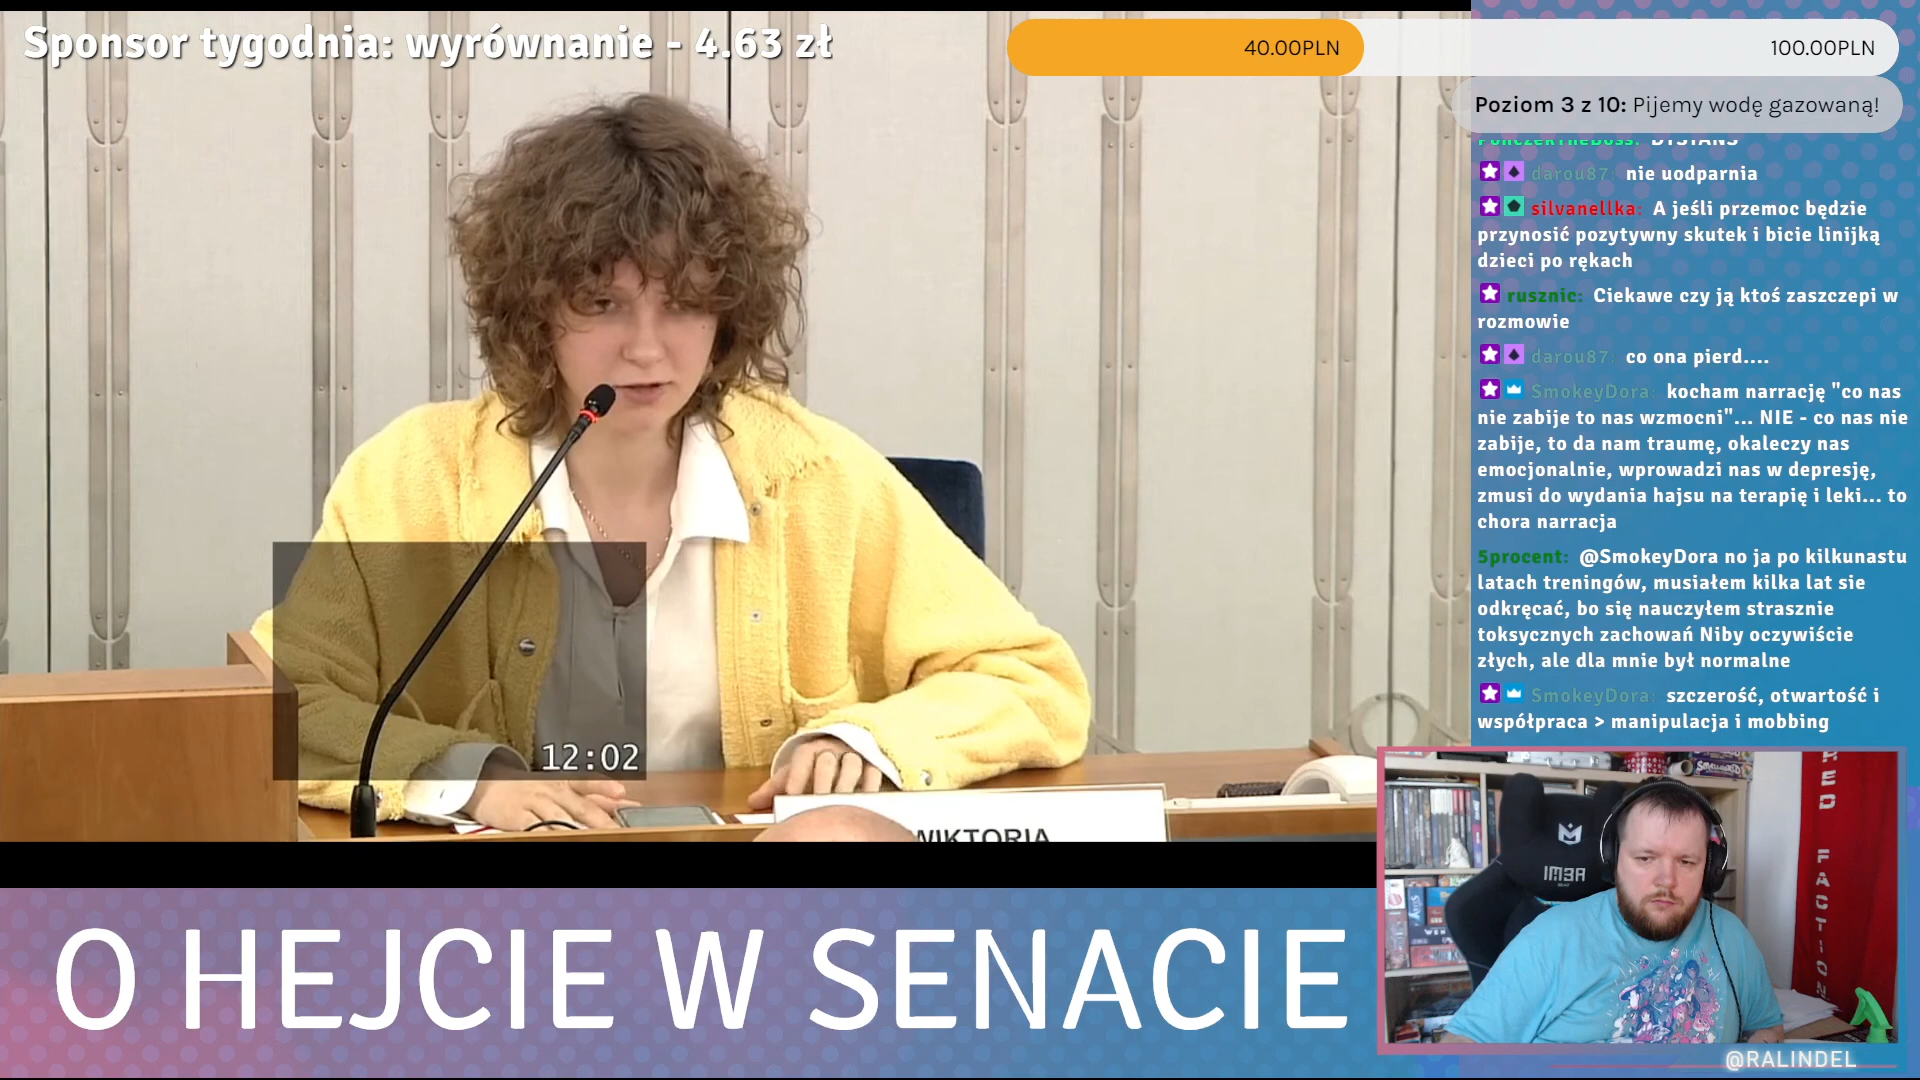 Sponsor tygodnia: wyrównanie - 4.63 zł
40.00PLN
100.00PLN
Poziom 3 z 10: Pijemy wodę gazowaną!
PonczekTheBoss: DYSTANS
darou87: nie uodparnia
silvanellka: A jeśli przemoc będzie
przynosić pozytywny skutek i bicie linijką
dzieci po rękach
rusznic: Ciekawe czy ją ktoś zaszczepi w
rozmowie
darou87: co ona pierd....
SmokeyDora: kocham narrację "co nas
nie zabije to nas wzmocni"... NIE - co nas nie
zabije, to da nam traumę, okaleczy nas
emocjonalnie, wprowadzi nas w depresję,
zmusi do wydania hajsu na terapię i leki... to
chora narracja
5procent: @SmokeyDora no ja po kilkunastu
latach treningów, musiałem kilka lat sie
odkręcać, bo się nauczyłem strasznie
toksycznych zachowań Niby oczywiście
złych, ale dla mnie był normalne
SmokeyDora: szczerość, otwartość i
współpraca > manipulacja i mobbing
12:02
WIKTORIA
O HEJCIE W SENACIE
IMBA
RED FACTION
@RALINDEL